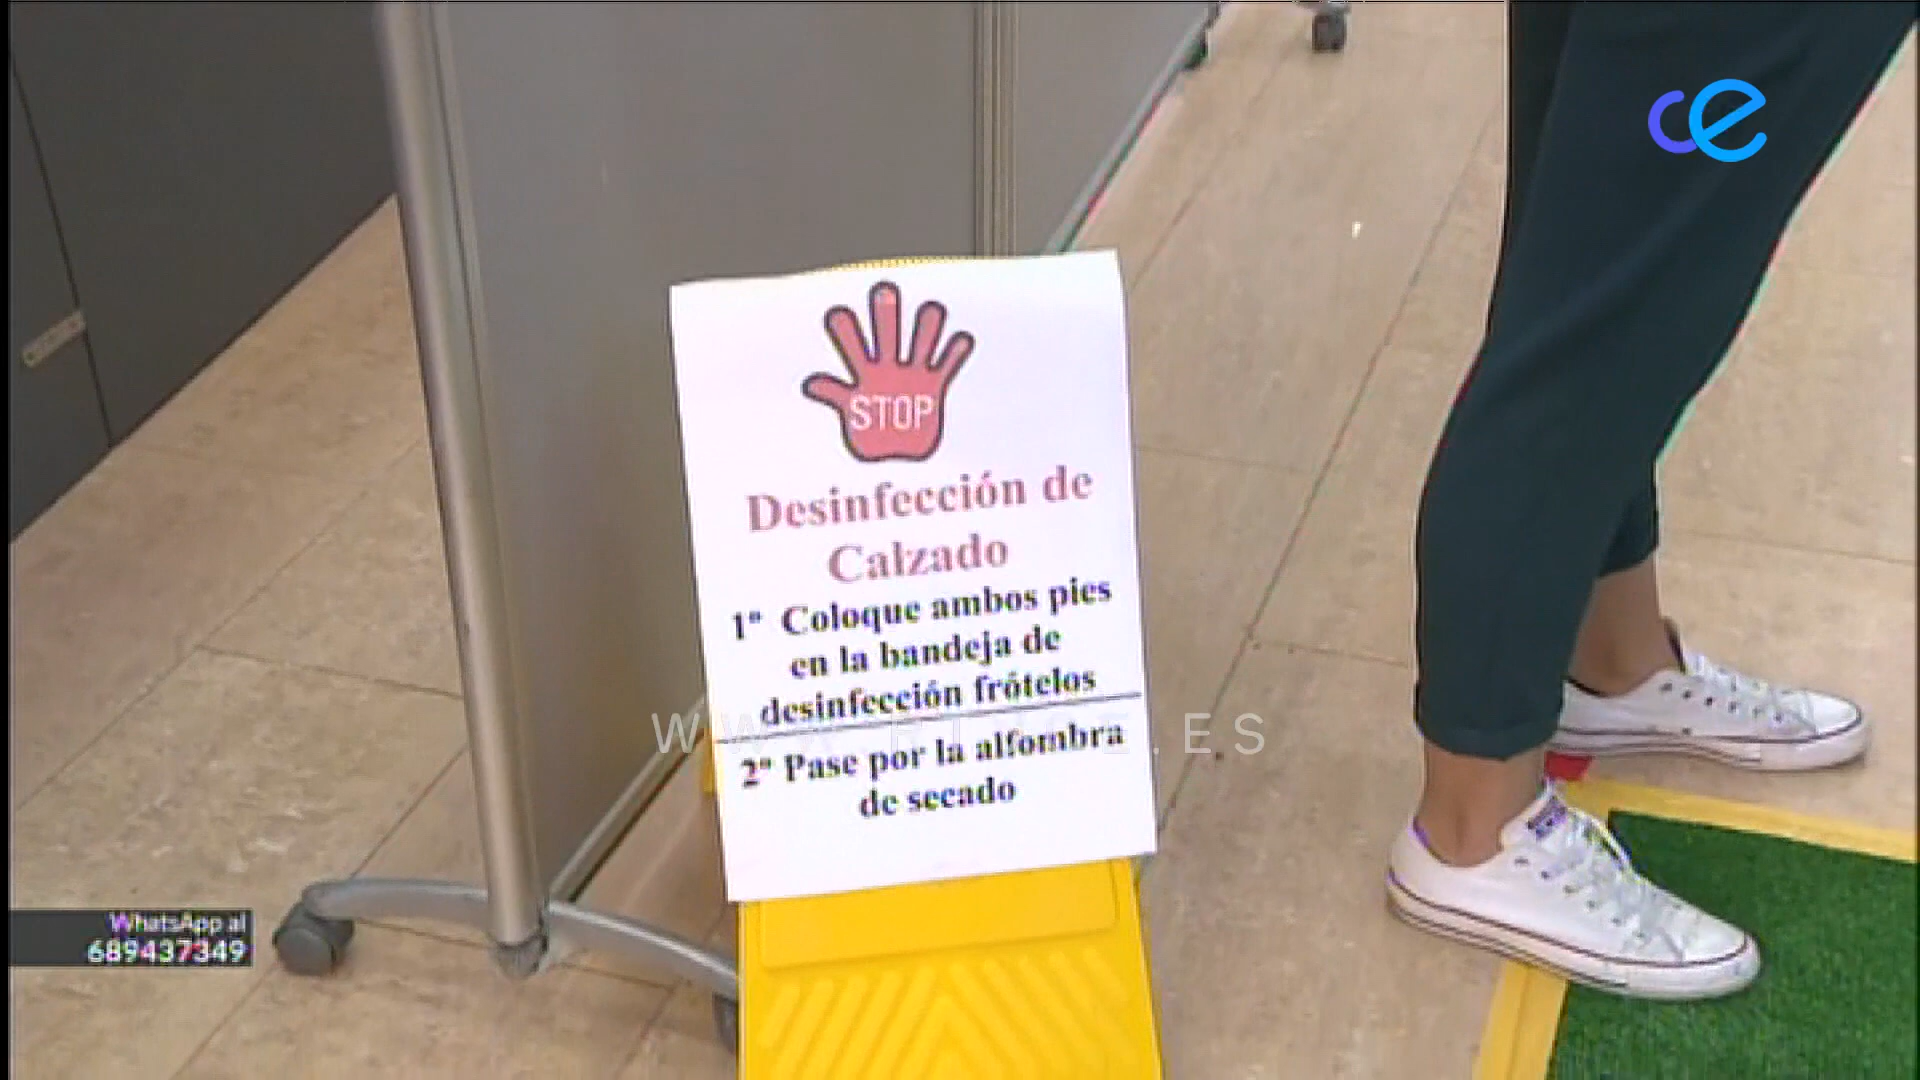 ce
STOP
Desinfección de
Calzado
1º Coloque ambos pies
en la bandeja de
desinfección frótelos
2º Pase por la alfombra
de secado
WhatsApp al
689437349